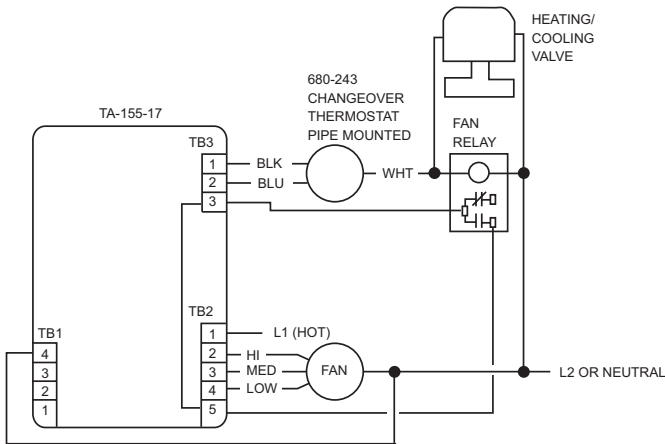 HEATING/
COOLING
VALVE
680-243
CHANGEOVER
THERMOSTAT
PIPE MOUNTED
TA-155-17
FAN
RELAY
TB3
1
BLK
2
BLU
WHT
3
TB2
1
L1 (HOT)
TB1
4
2
HI
3
3
MED
FAN
L2 OR NEUTRAL
2
4
LOW
1
5